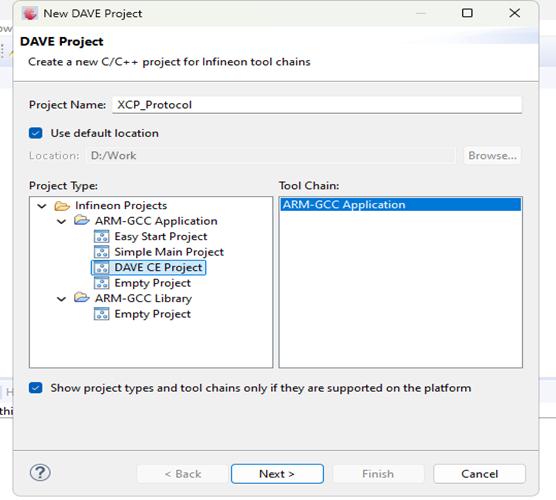 New DAVE Project
DAVE Project
Create a new C/C++ project for Infineon tool chains
Project Name: XCP_Protocol
Use default location
Location: D:/Work Browse...
Project Type: Tool Chain:
Infineon Projects ARM-GCC Application
ARM-GCC Application
Easy Start Project
Simple Main Project
DAVE CE Project
Empty Project
ARM-GCC Library
Empty Project
Show project types and tool chains only if they are supported on the platform
? < Back Next > Finish Cancel